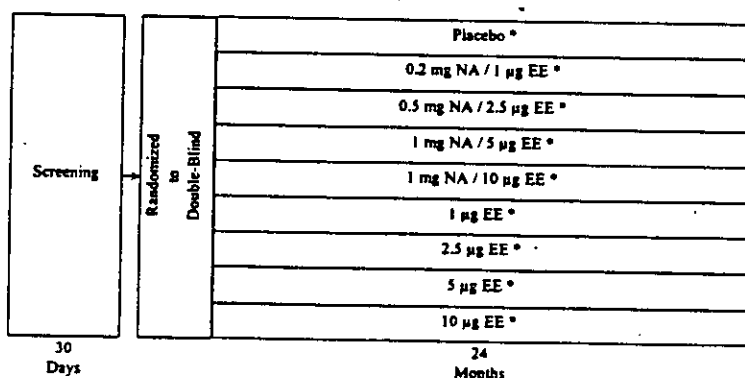 Placebo *
0.2 mg NA / 1 µg EE *
0.5 mg NA / 2.5 µg EE *
1 mg NA / 5 µg EE *
1 mg NA / 10 µg EE *
1 µg EE *
2.5 µg EE *
5 µg EE *
10 µg EE *
Screening
Randomized
to
Double-Blind
30
Days
24
Months